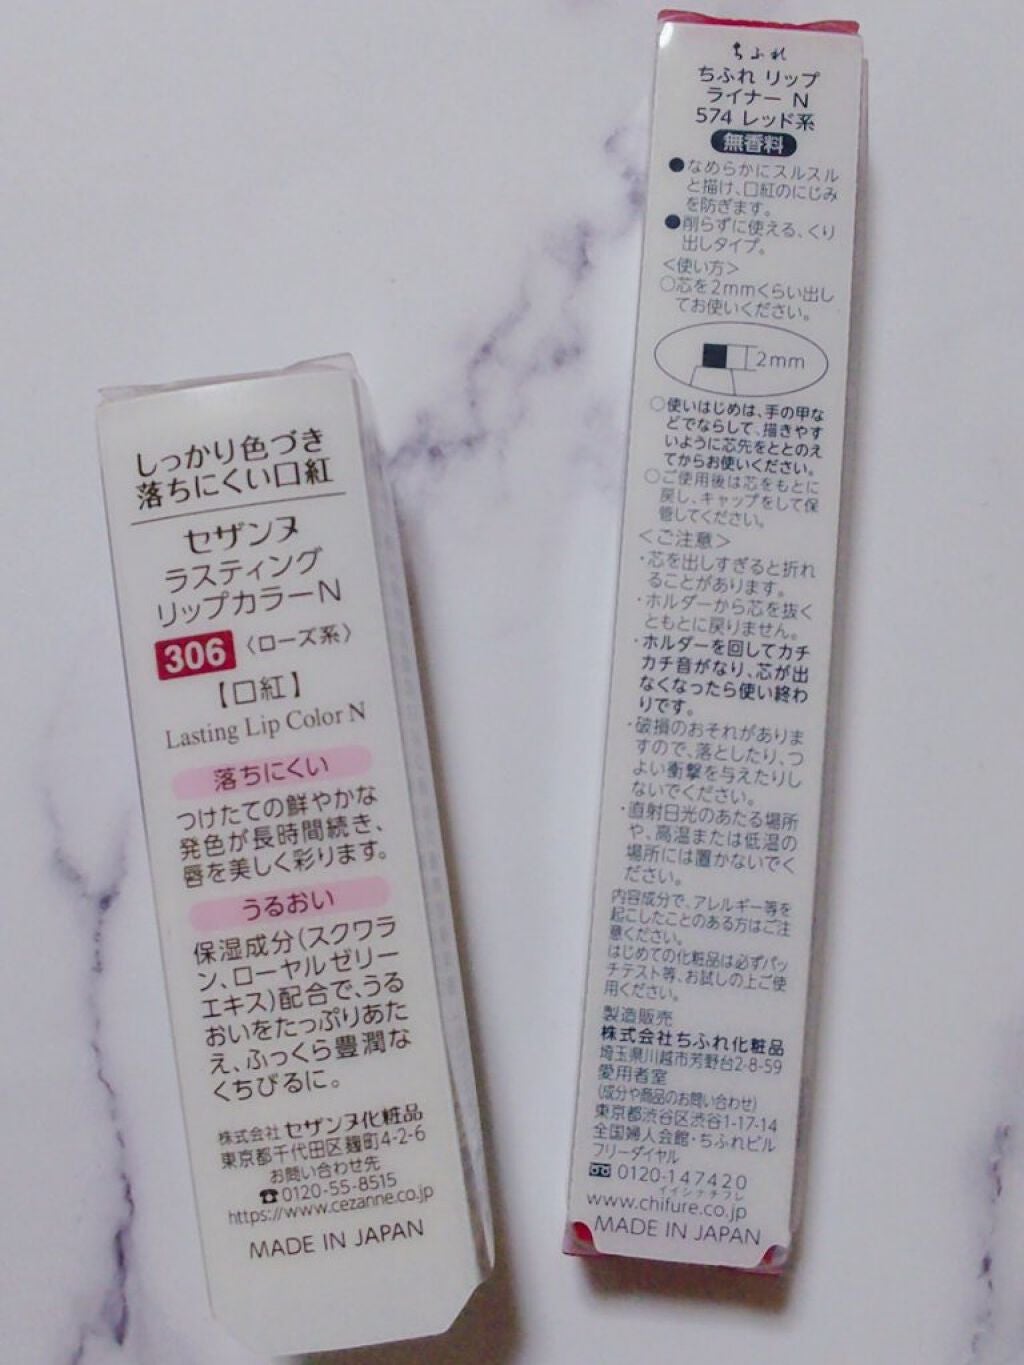 しっかり色づき
落ちにくい口紅
セザンヌ
ラスティング
リップカラーN
306 〈ローズ系〉
【口紅】
Lasting Lip Color N
落ちにくい
つけたての鮮やかな
発色が長時間続き、
唇を美しく彩ります。
うるおい
保湿成分(スクワラ
ン、ローヤルゼリー
エキス)配合で、うる
おいをたっぷりあた
え、ふっくら豊潤な
くちびるに。
株式会社 セザンヌ化粧品
東京都千代田区麹町4-2-6
お問い合わせ先
☎0120-55-8515
https://www.cezanne.co.jp
MADE IN JAPAN
ちふれ
ちふれ リップ
ライナー N
574 レッド系
無香料
●なめらかにスルスル
と描け、口紅のにじみ
を防ぎます。
●削らずに使える、くり
出しタイプ。
<使い方>
○芯を2mmくらい出し
てお使いください。
2mm
○使いはじめは、手の甲な
どでならして、描きやす
いように芯先をととのえ
てからお使いください。
○ご使用後は芯をもとに
戻し、キャップをして保
管してください。
<ご注意>
・芯を出しすぎると折れ
ることがあります。
・ホルダーから芯を抜く
ともとに戻りません。
・ホルダーを回してカチ
カチ音がなり、芯が出
なくなったら使い終わ
りです。
・破損のおそれがありま
すので、落としたり、つ
よい衝撃を与えたりし
ないでください。
・直射日光のあたる場所
や、高温または低温の
場所には置かないでく
ださい。
内容成分で、アレルギー等を
起こしたことのある方はご注
意ください。
はじめての化粧品は必ずパッ
チテスト等、お試しの上ご使
用ください。
製造販売
株式会社ちふれ化粧品
埼玉県川越市芳野台2-8-59
愛用者室
(成分や商品のお問い合わせ)
東京都渋谷区渋谷1-17-14
全国婦人会館・ちふれビル
フリーダイヤル
0120-147420
イイシナチフレ
www.chifure.co.jp
MADE IN JAPAN